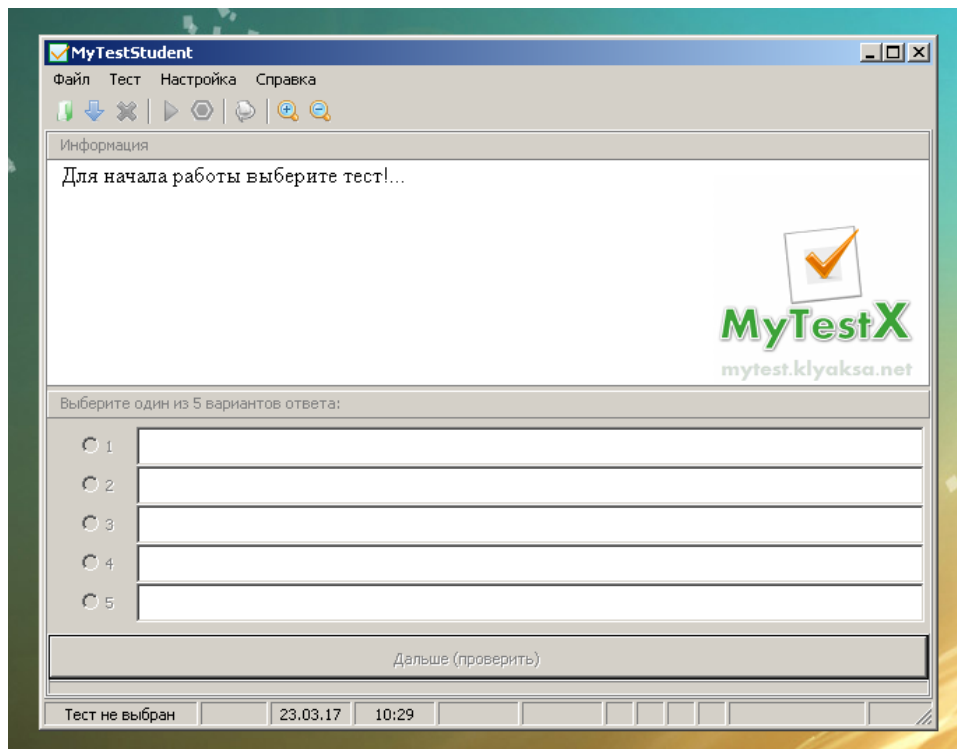 MyTestStudent
Файл Тест Настройка Справка
Информация
Для начала работы выберите тест!...
MyTestX
mytest.klyaksa.net
Выберите один из 5 вариантов ответа:
1
2
3
4
5
Дальше (проверить)
Тест не выбран 23.03.17 10:29